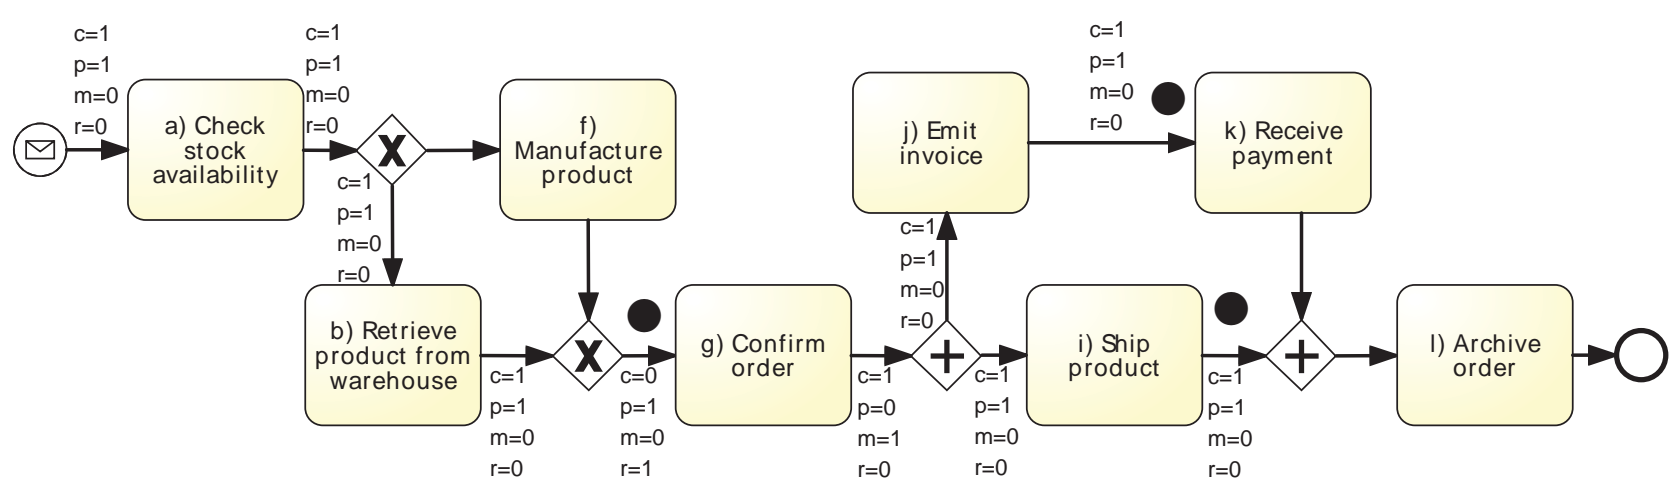 c=1
p=1
m=0
r=0
a) Check
stock
availability
c=1
p=1
m=0
r=0
X
f)
Manufacture
product
c=1
p=1
m=0
r=0
b) Retrieve
product from
warehouse
c=1
p=1
m=0
r=0
X
c=0
p=1
m=0
r=1
g) Confirm
order
c=1
p=0
m=1
r=0
c=1
p=1
m=0
r=0
j) Emit
invoice
c=1
p=1
m=0
r=0
k) Receive
payment
c=1
p=1
m=0
r=0
i) Ship
product
c=1
p=1
m=0
r=0
l) Archive
order